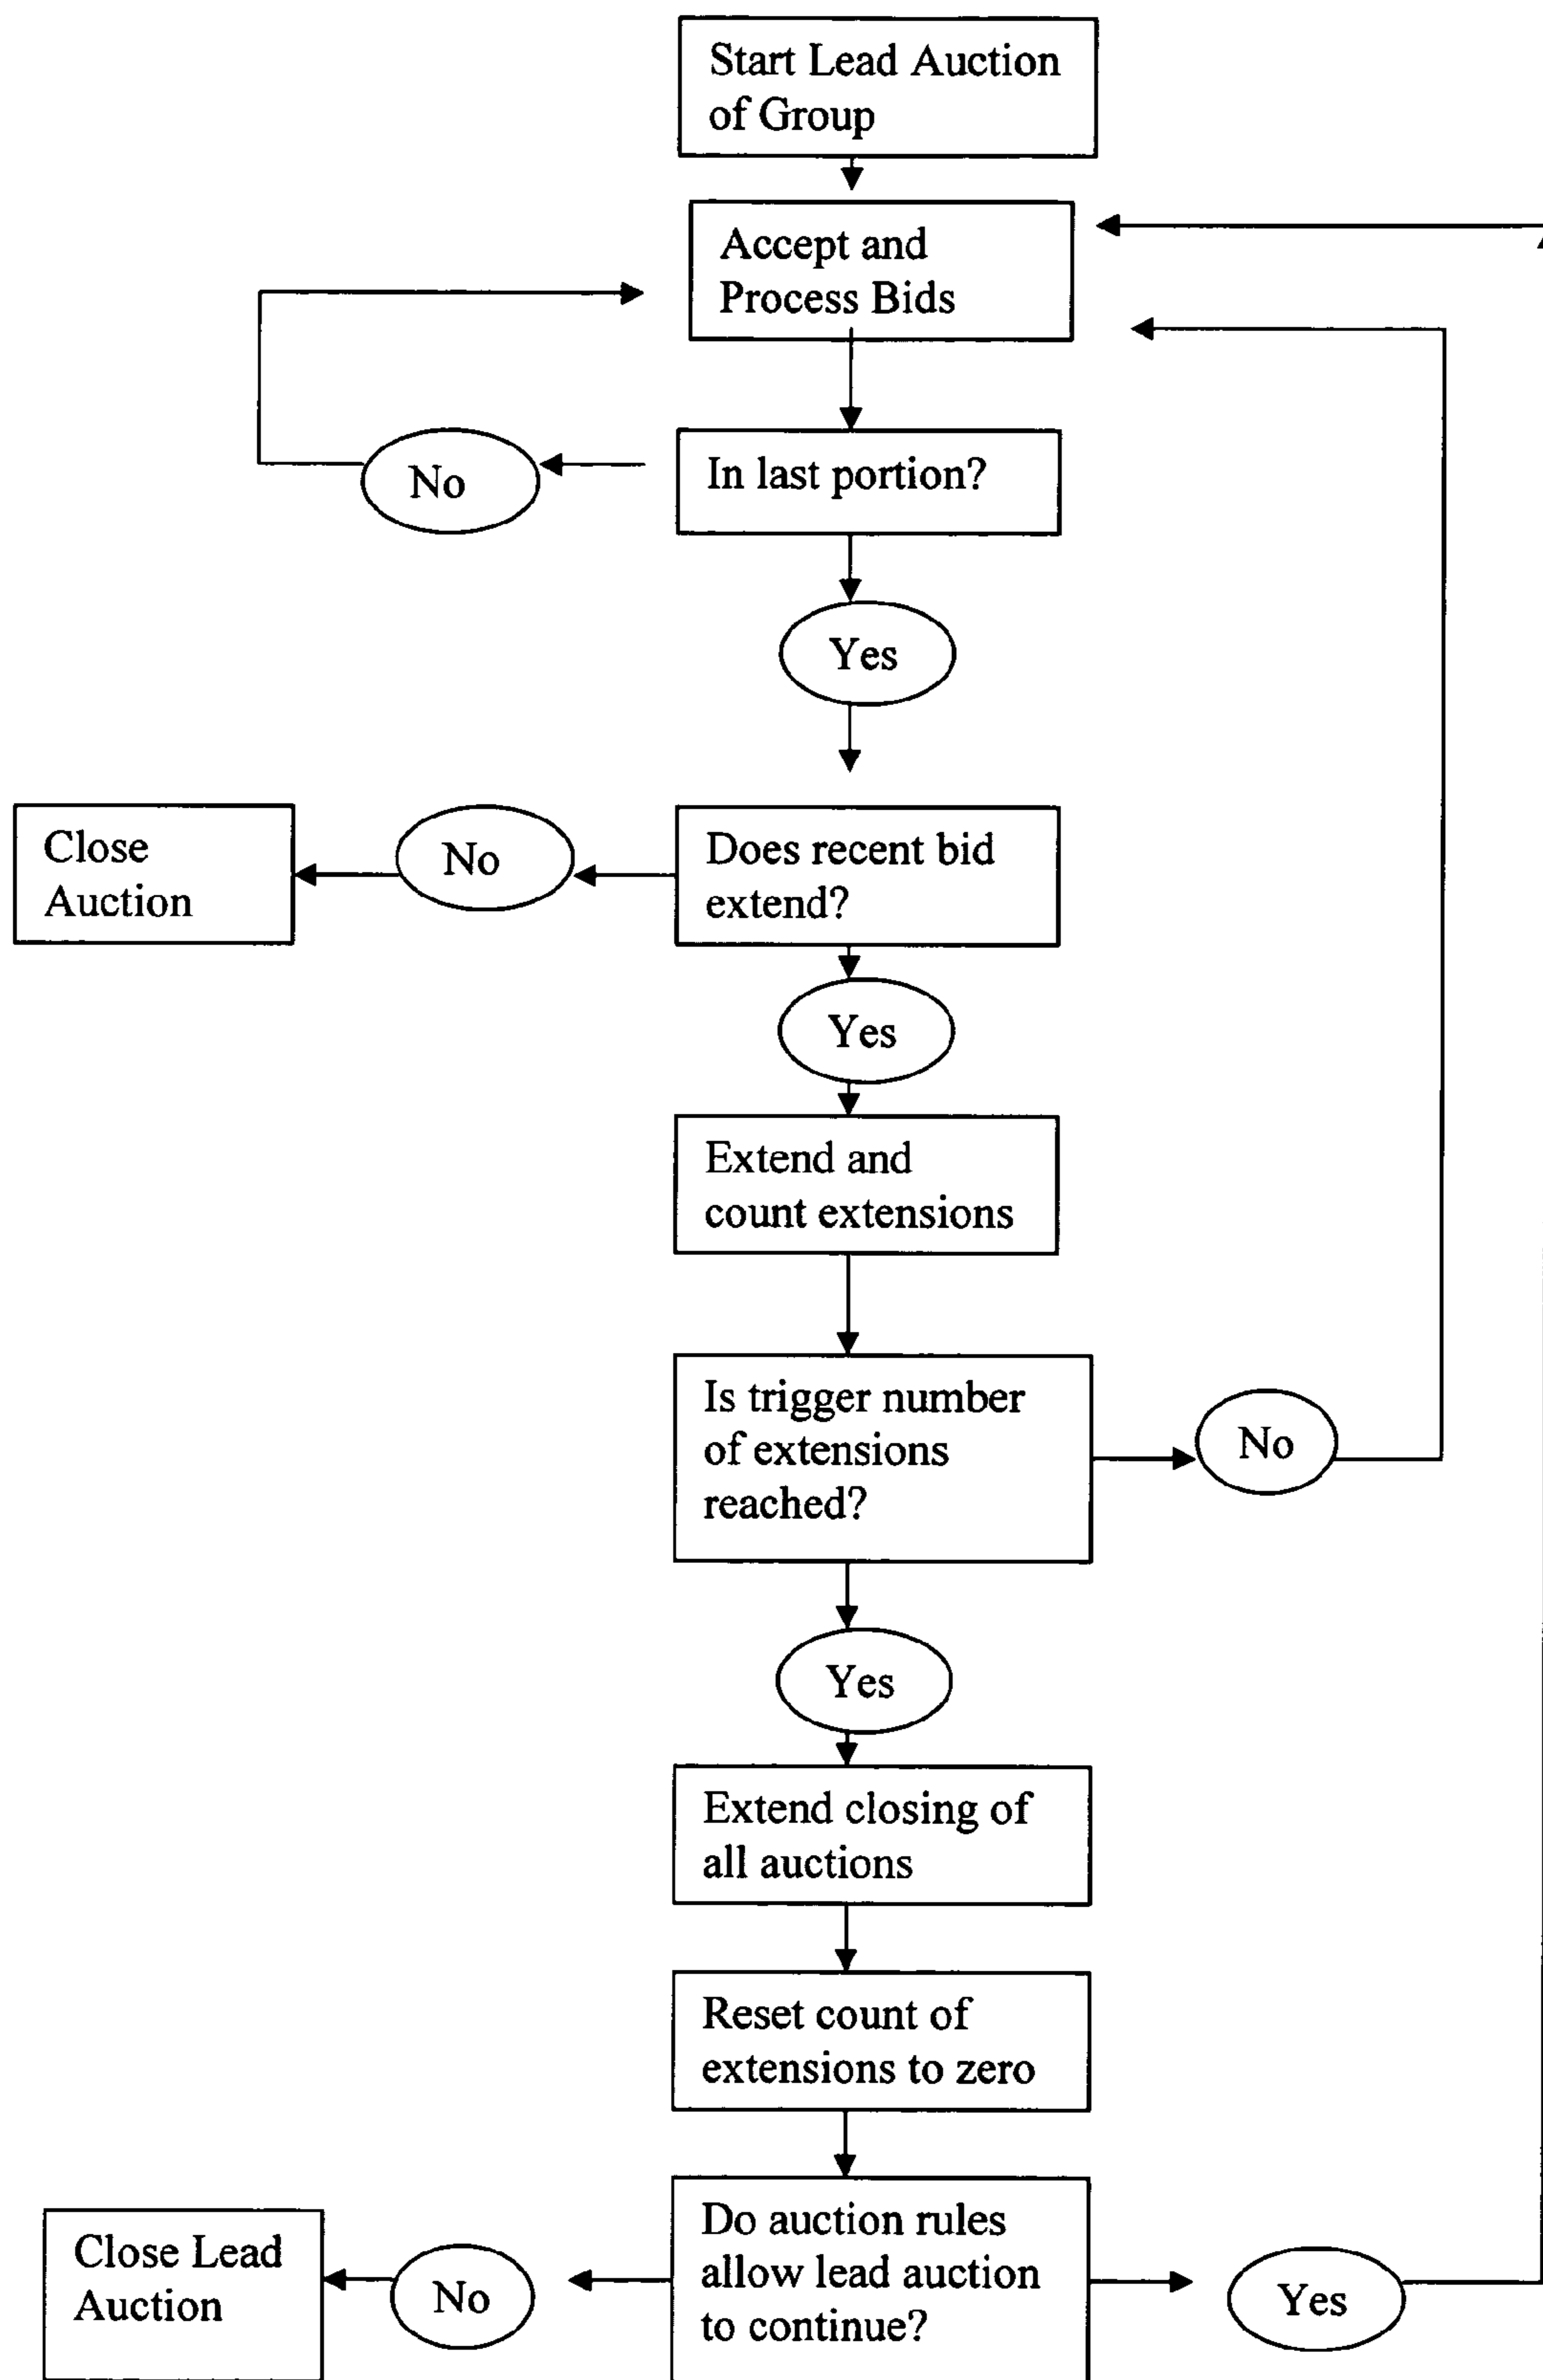 Start Lead Auction
of Group
Accept and
Process Bids
No
In last portion?
Yes
Close
Auction
No
Does recent bid
extend?
Yes
Extend and
count extensions
Is trigger number
of extensions
reached?
No
Yes
Extend closing of
all auctions
Reset count of
extensions to zero
Close Lead
Auction
No
Do auction rules
allow lead auction
to continue?
Yes